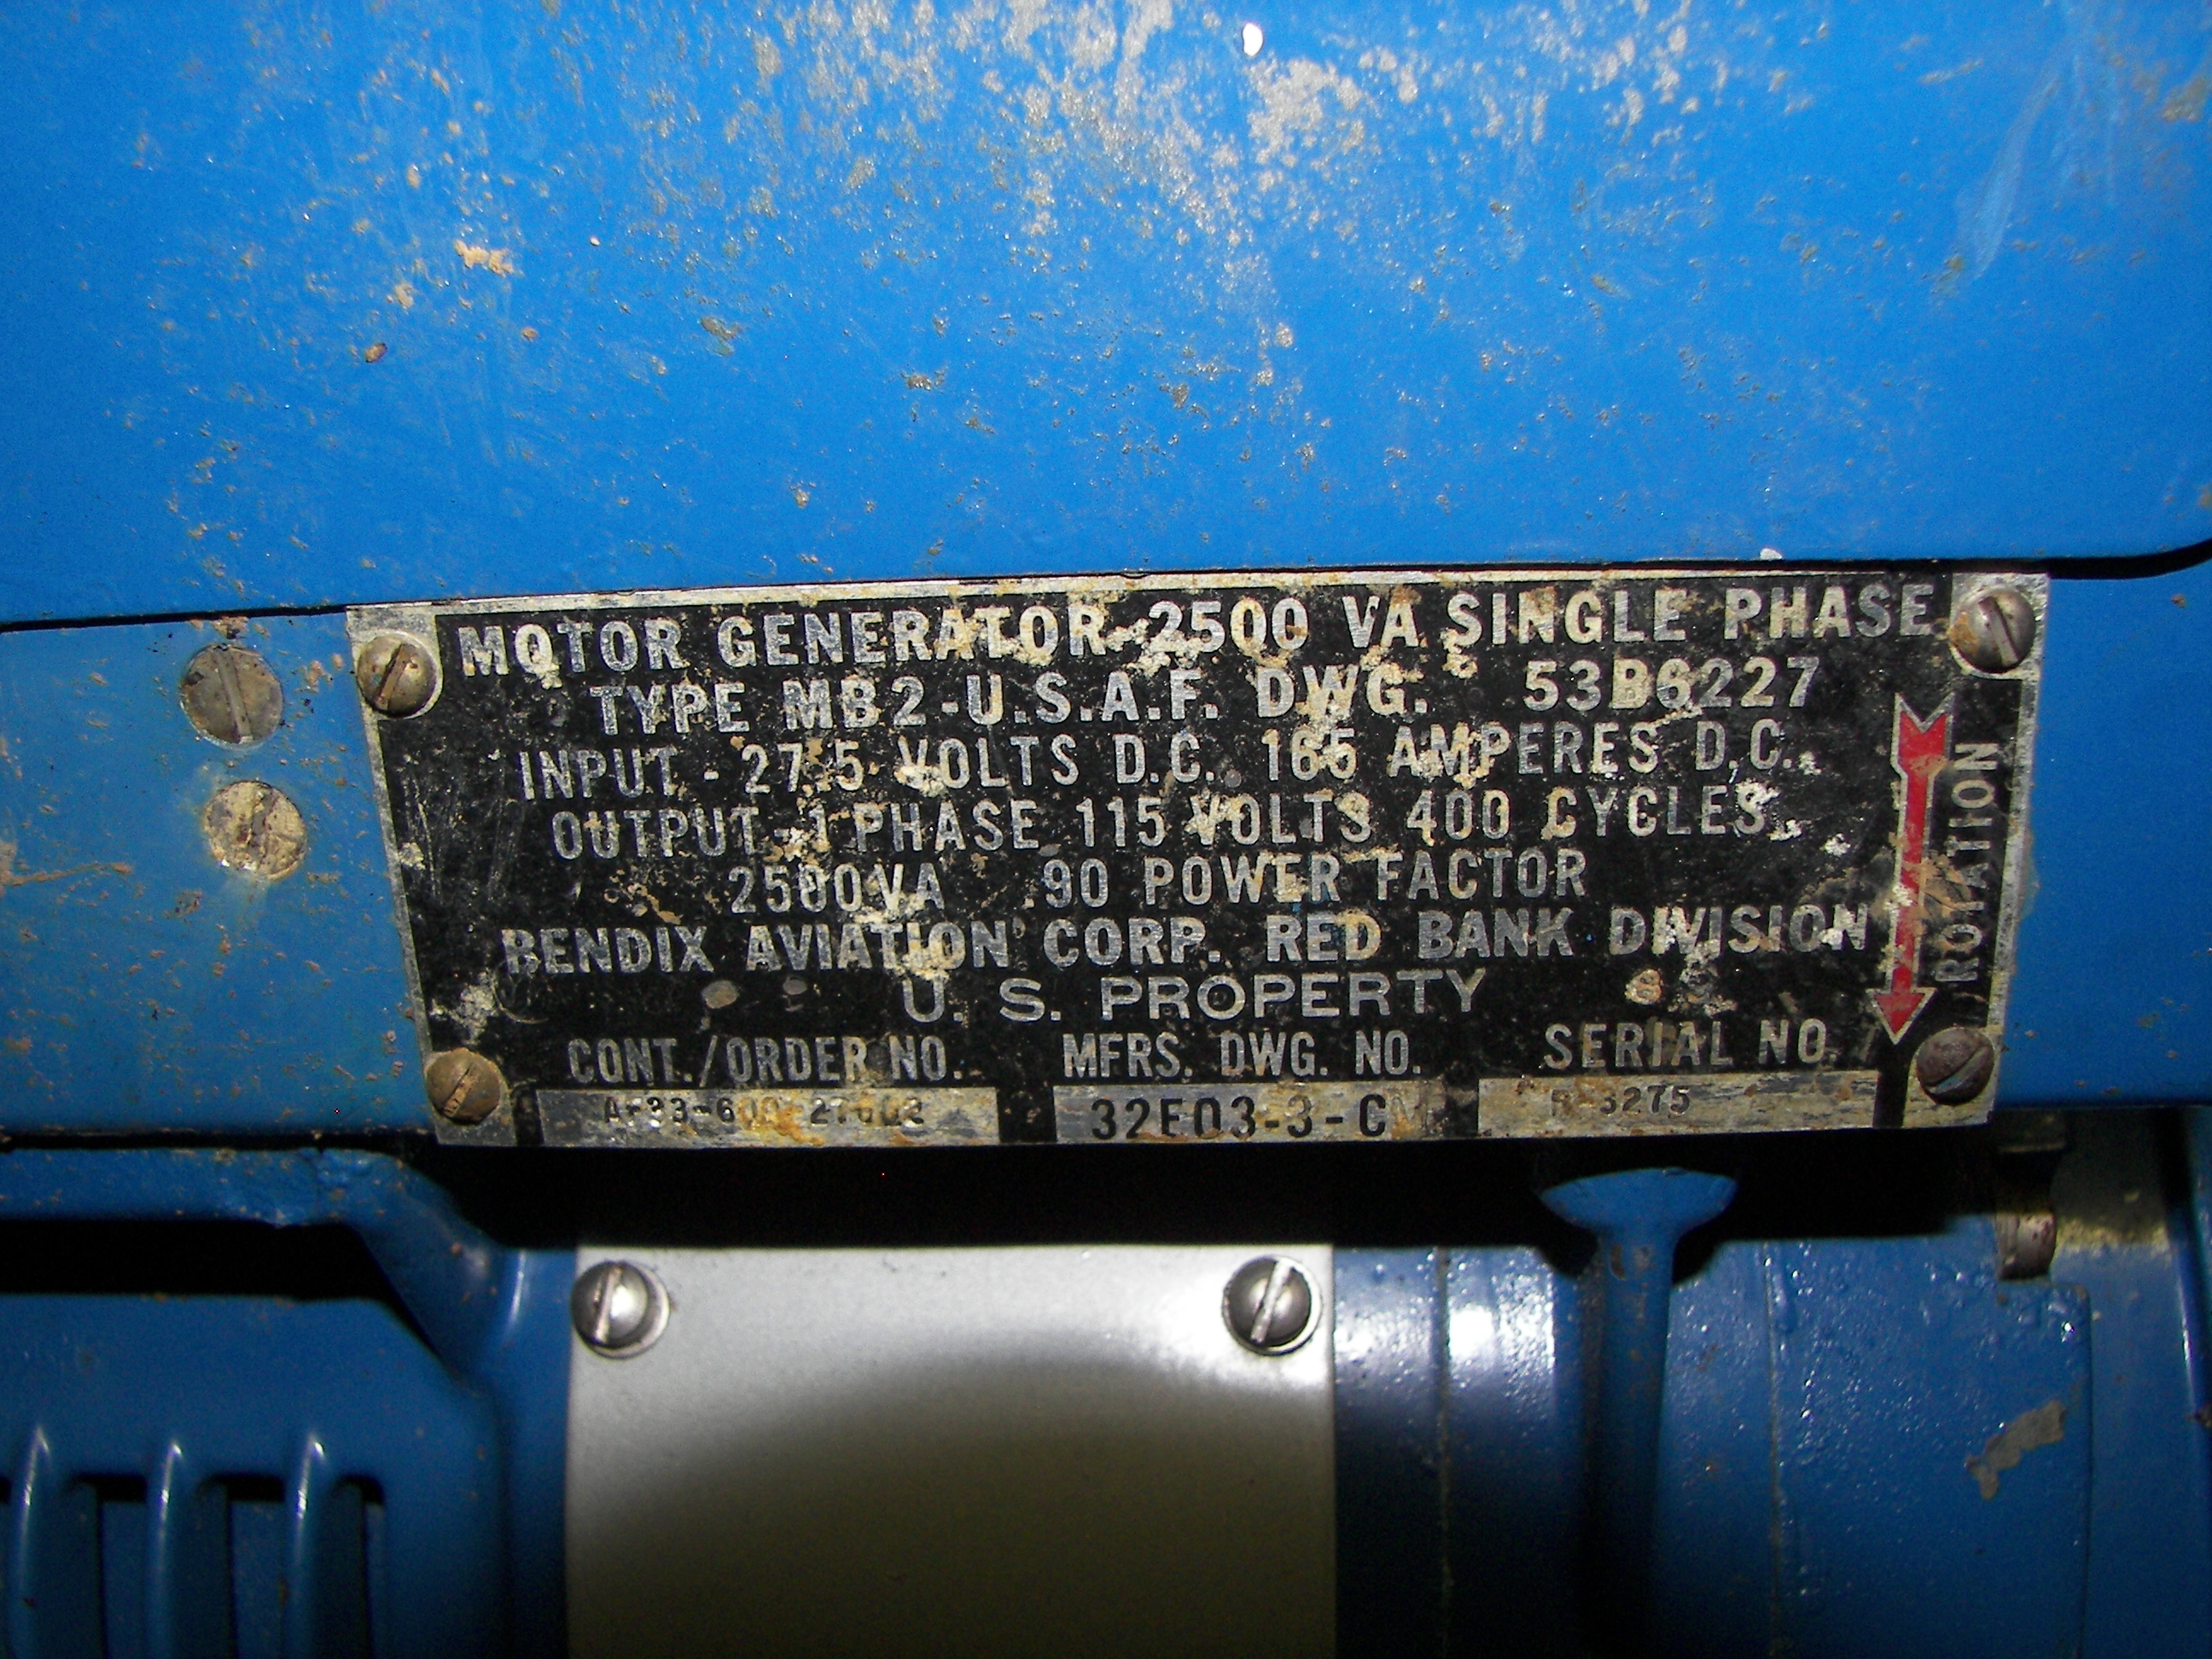 MOTOR GENERATOR-2500 VA SINGLE PHASE
TYPE MB2-U.S.A.F. DWG. 53B6227
INPUT - 27.5 VOLTS D.C. 165 AMPERES D.C.
OUTPUT-1 PHASE 115 VOLTS 400 CYCLES
2500VA .90 POWER FACTOR
BENDIX AVIATION CORP. RED BANK DIVISION
U. S. PROPERTY
CONT./ORDER NO. MFRS. DWG. NO. SERIAL NO.
32E03-3-C
ROTATION